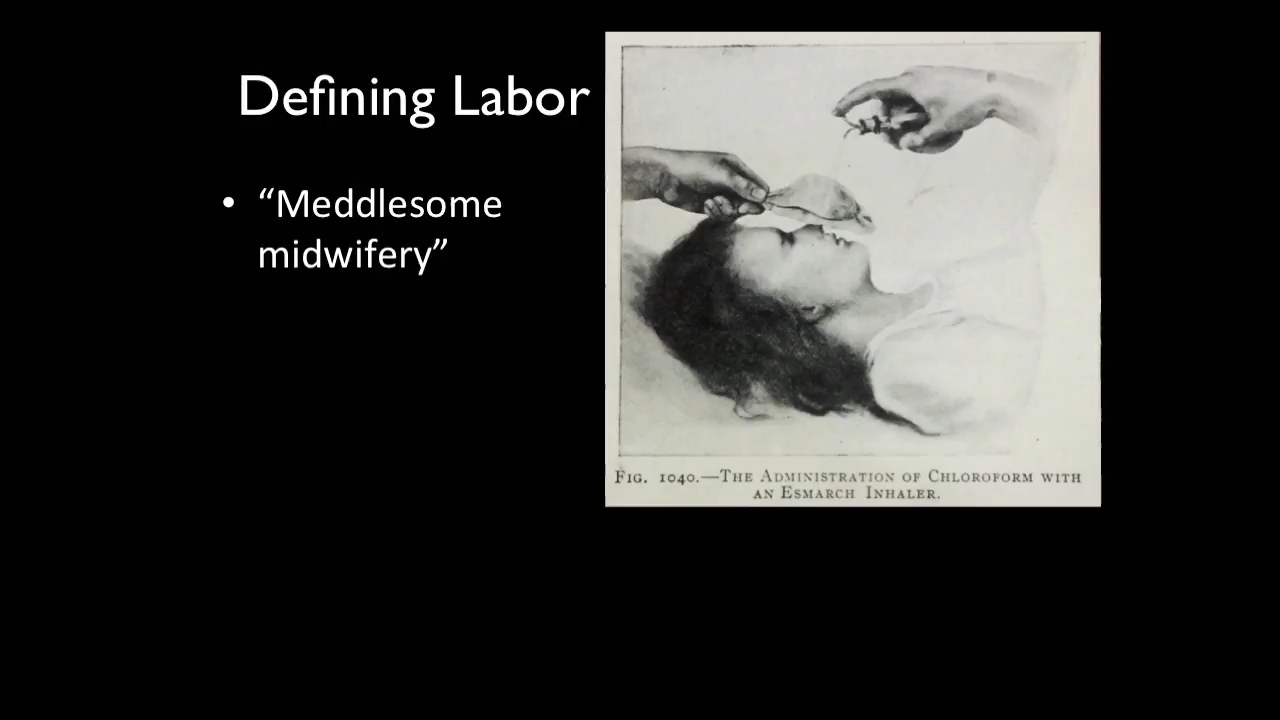 Defining Labor
• “Meddlesome
midwifery”
FIG. 1040.—THE ADMINISTRATION OF CHLOROFORM WITH
AN ESMARCH INHALER.